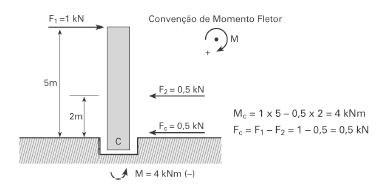 F₁ =1 kN
Convenção de Momento Fletor
M
+
5m
F₂ = 0,5 kN
2m
F꜀ = 0,5 kN
C
M = 4 kNm (–)
M꜀ = 1 x 5 – 0,5 x 2 = 4 kNm
F꜀ = F₁ – F₂ = 1 – 0,5 = 0,5 kN